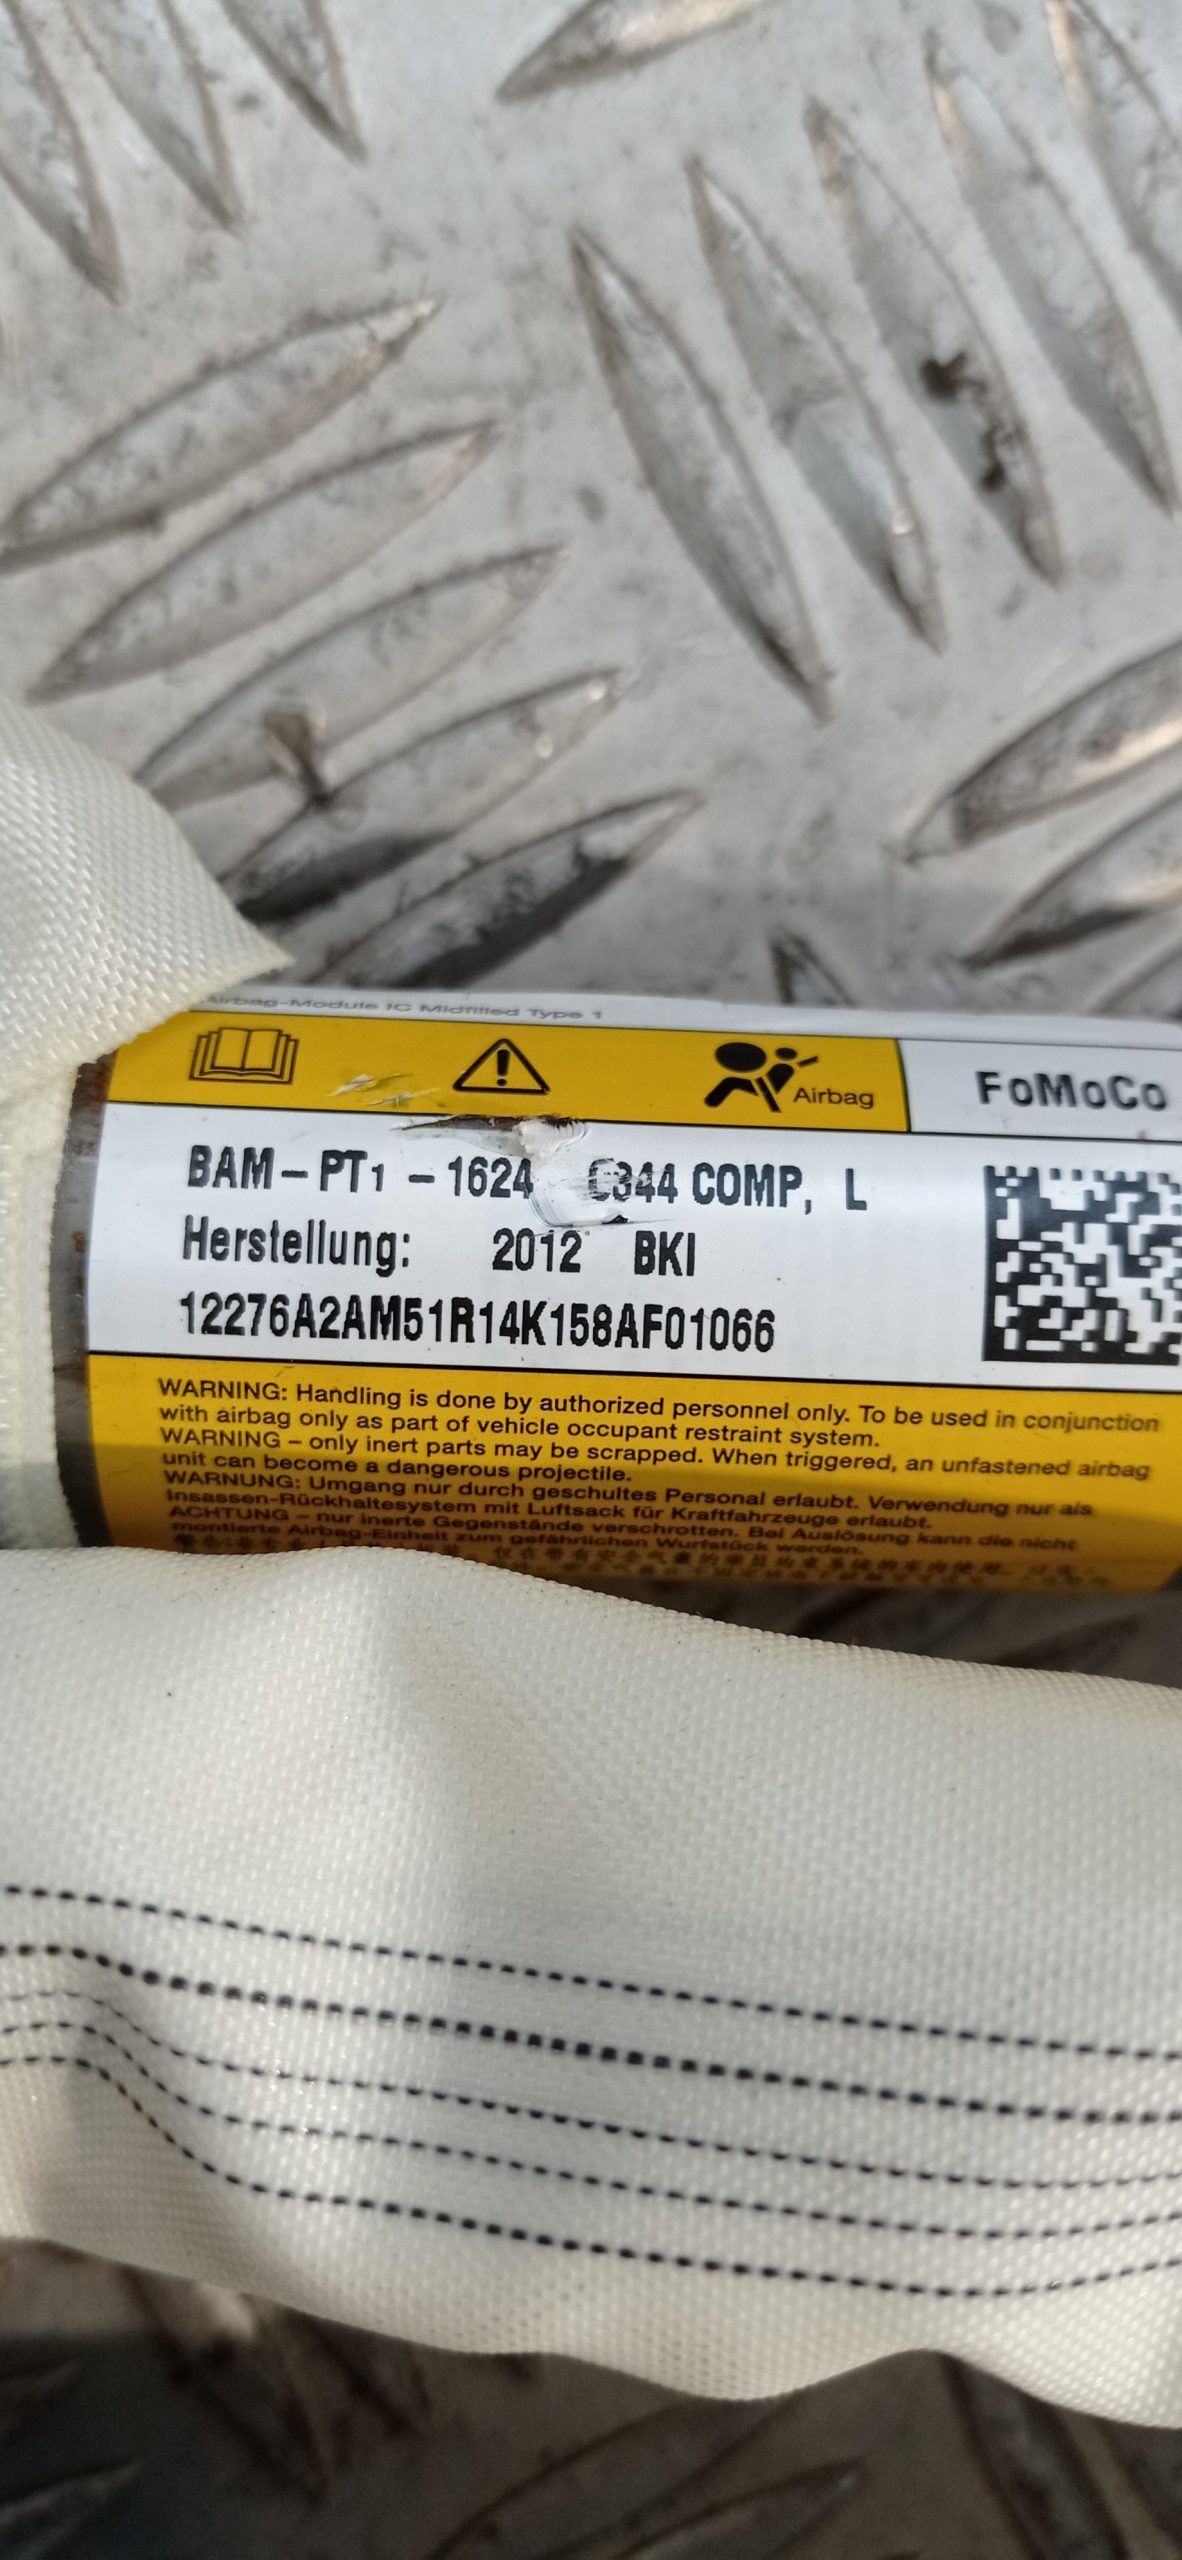 Airbag-Module IC Midfilled Type 1
Airbag
FoMoCo
BAM-PT1 - 1624 C344 COMP, L
Herstellung: 2012 BKI
12276A2AM51R14K158AF01066
WARNING: Handling is done by authorized personnel only. To be used in conjunction
with airbag only as part of vehicle occupant restraint system.
WARNING – only inert parts may be scrapped. When triggered, an unfastened airbag
unit can become a dangerous projectile.
WARNUNG: Umgang nur durch geschultes Personal erlaubt. Verwendung nur als
Insassen-Rückhaltesystem mit Luftsack für Kraftfahrzeuge erlaubt.
ACHTUNG – nur inerte Gegenstände verschrotten. Bei Auslösung kann die nicht
montierte Airbag-Einheit zum gefährlichen Wurfstück werden.